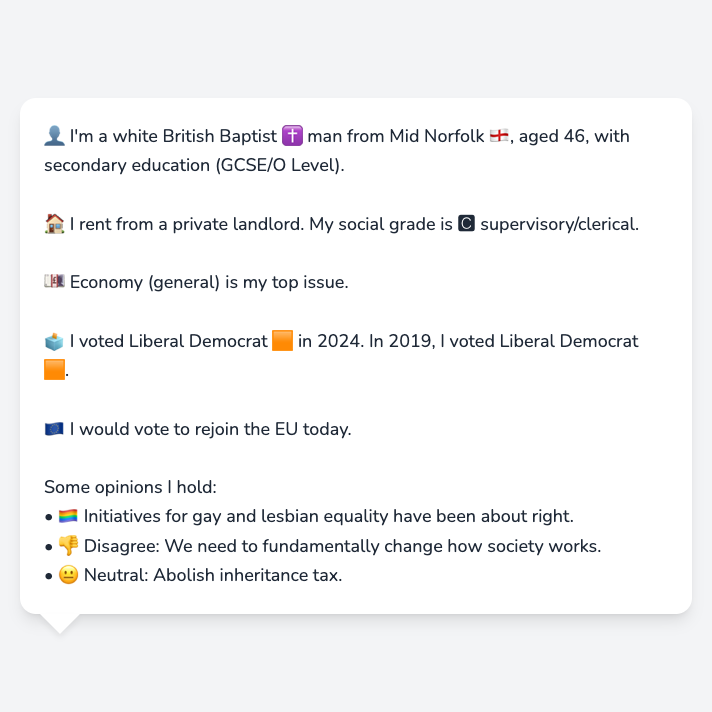 👤 I'm a white British Baptist ✝️ man from Mid Norfolk 🏴󠁧󠁢󠁥󠁮󠁧󠁿, aged 46, with
secondary education (GCSE/O Level).
🏠 I rent from a private landlord. My social grade is 🅲 supervisory/clerical.
💷 Economy (general) is my top issue.
🗳️ I voted Liberal Democrat 🟧 in 2024. In 2019, I voted Liberal Democrat
🟧.
🇪🇺 I would vote to rejoin the EU today.
Some opinions I hold:
• 🏳️‍🌈 Initiatives for gay and lesbian equality have been about right.
• 👎 Disagree: We need to fundamentally change how society works.
• 😐 Neutral: Abolish inheritance tax.